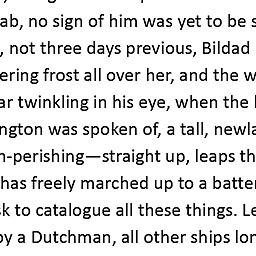 ab, no sign of him was yet to be s
, not three days previous, Bildad
ering frost all over her, and the w
ar twinkling in his eye, when the
ngton was spoken of, a tall, newla
n-perishing—straight up, leaps th
has freely marched up to a batter
sk to catalogue all these things. Le
by a Dutchman, all other ships lon